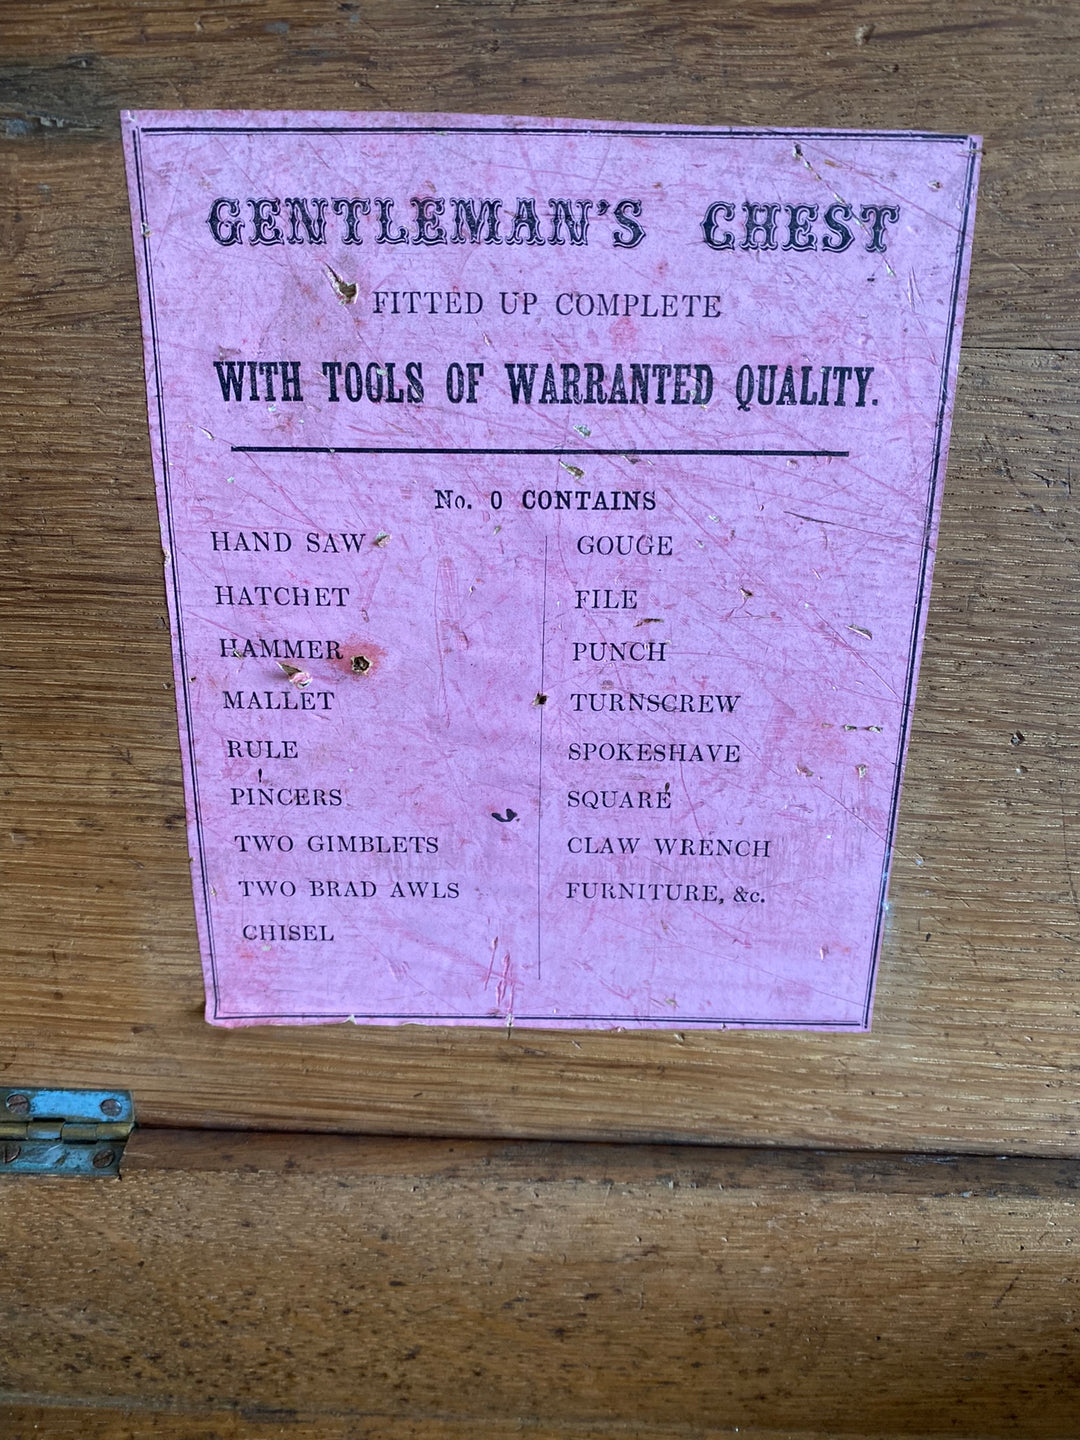 GENTLEMAN'S CHEST
FITTED UP COMPLETE
WITH TOOLS OF WARRANTED QUALITY.
No. 0 CONTAINS
HAND SAW
HATCHET
HAMMER
MALLET
RULE
PINCERS
TWO GIMBLETS
TWO BRAD AWLS
CHISEL
GOUGE
FILE
PUNCH
TURNSCREW
SPOKESHAVE
SQUARE
CLAW WRENCH
FURNITURE, &c.